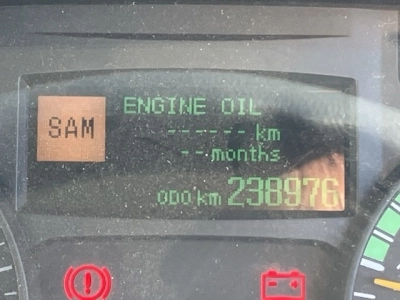 ENGINE OIL
SAM
------ km
-- months
ODO km 238976